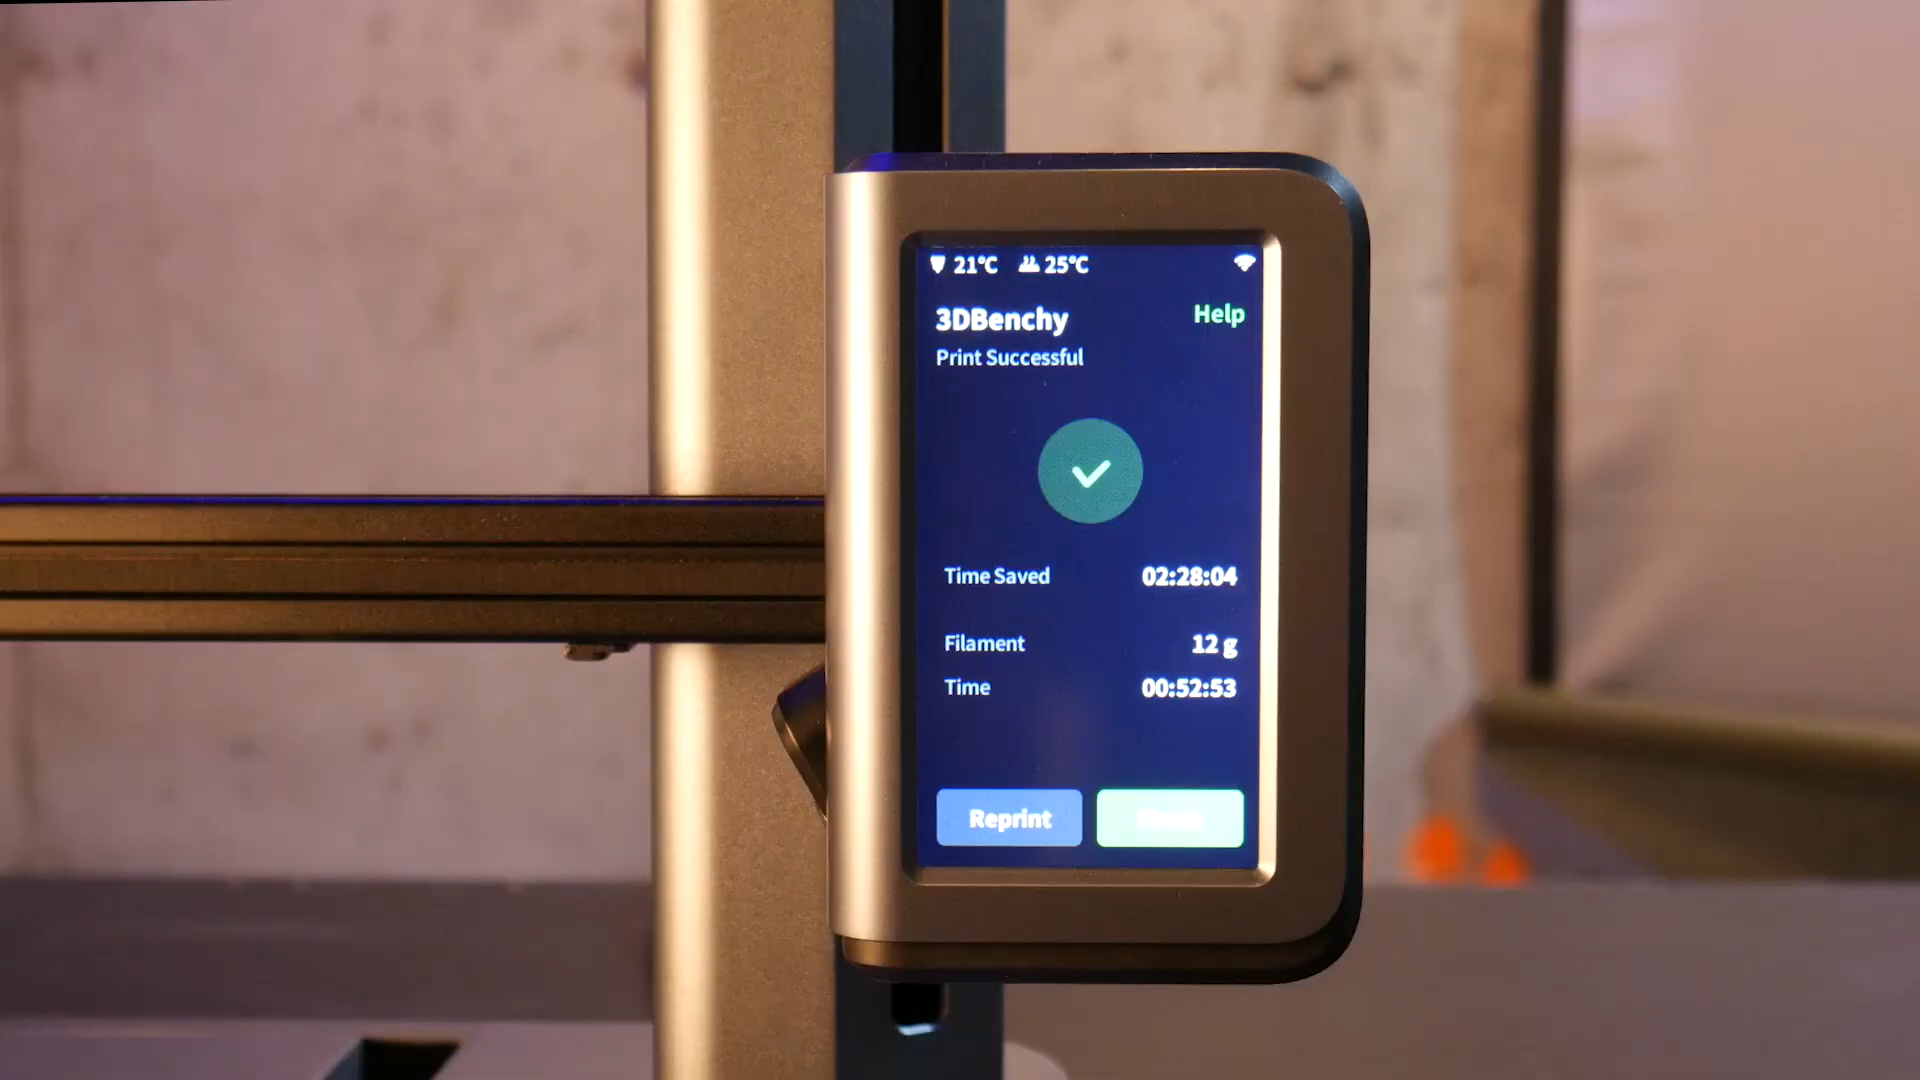 21°C 25°C
3DBenchy Help
Print Successful
Time Saved 02:28:04
Filament 12 g
Time 00:52:53
Reprint